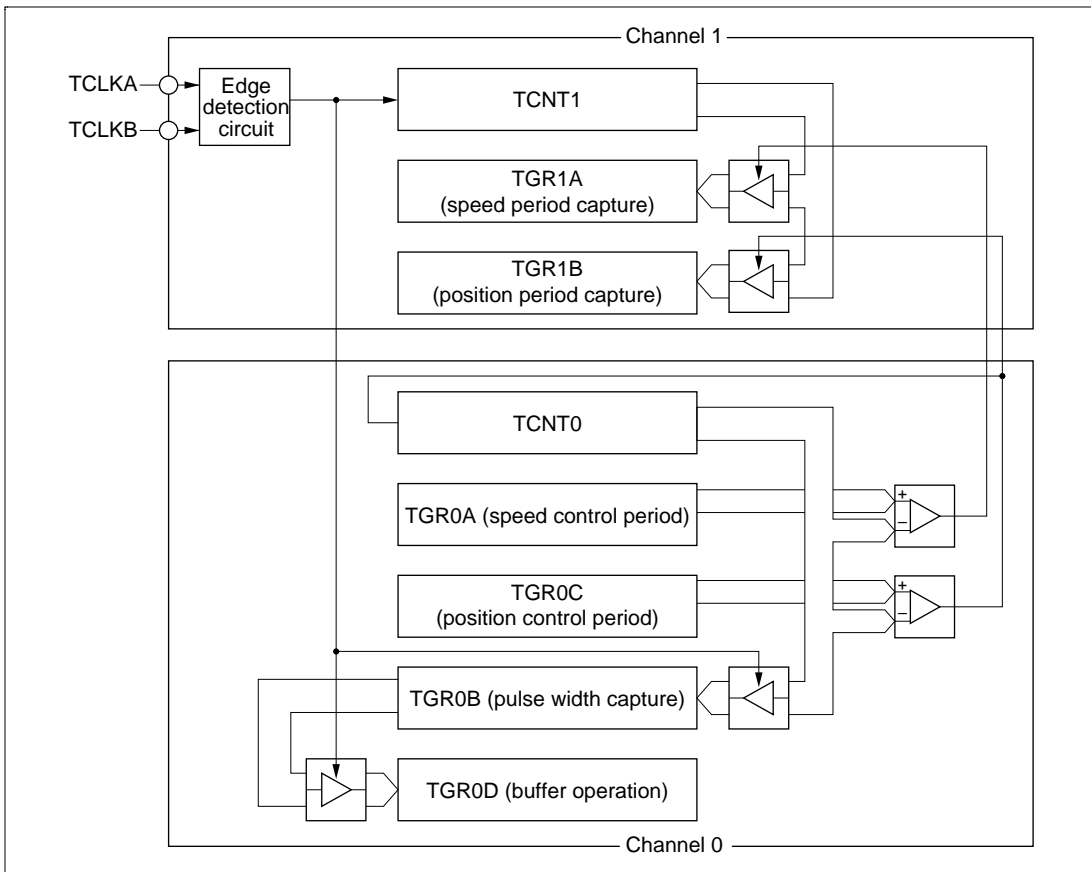 Channel 1
TCLKA
TCLKB
Edge
detection
circuit
TCNT1
TGR1A
(speed period capture)
TGR1B
(position period capture)
TCNT0
TGR0A (speed control period)
+
−
TGR0C
(position control period)
+
−
TGR0B (pulse width capture)
TGR0D (buffer operation)
Channel 0